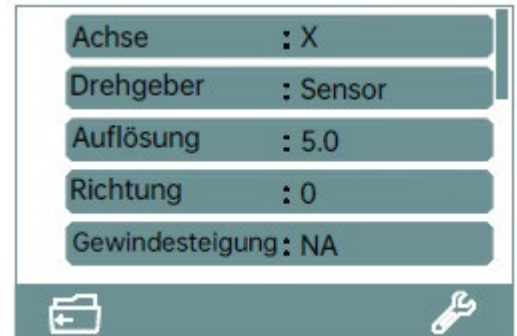 Achse : X
Drehgeber : Sensor
Auflösung : 5.0
Richtung : 0
Gewindesteigung : NA